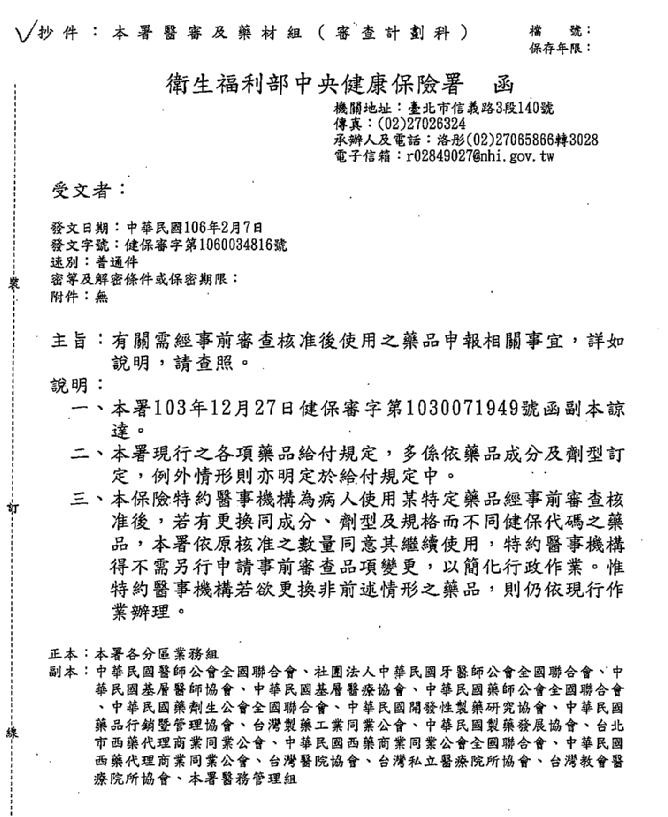 ✓抄件：本署醫審及藥材組（審查計劃科）
檔　　號：
保存年限：
衛生福利部中央健康保險署　函
機關地址：臺北市信義路3段140號
傳真：(02)27026324
承辦人及電話：洛彤(02)27065866轉3028
電子信箱：r02849027@nhi.gov.tw
受文者：
發文日期：中華民國106年2月7日
發文字號：健保審字第1060034816號
速別：普通件
密等及解密條件或保密期限：
附件：無
主旨：有關需經事前審查核准後使用之藥品申報相關事宜，詳如
說明，請查照。
說明：
一、本署103年12月27日健保審字第1030071949號函副本諒
達。
二、本署現行之各項藥品給付規定，多係依藥品成分及劑型訂
定，例外情形則亦明定於給付規定中。
三、本保險特約醫事機構為病人使用某特定藥品經事前審查核
准後，若有更換同成分、劑型及規格而不同健保代碼之藥
品，本署依原核准之數量同意其繼續使用，特約醫事機構
得不需另行申請事前審查品項變更，以簡化行政作業。惟
特約醫事機構若欲更換非前述情形之藥品，則仍依現行作
業辦理。
正本：本署各分區業務組
副本：中華民國醫師公會全國聯合會、社團法人中華民國牙醫師公會全國聯合會、中
華民國基層醫師協會、中華民國基層醫療協會、中華民國藥師公會全國聯合會
、中華民國藥劑生公會全國聯合會、中華民國開發性製藥研究協會、中華民國
藥品行銷暨管理協會、台灣製藥工業同業公會、中華民國製藥發展協會、台北
市西藥代理商業同業公會、中華民國西藥商業同業公會全國聯合會、中華民國
西藥代理商業同業公會、台灣醫院協會、台灣私立醫療院所協會、台灣教會醫
療院所協會、本署醫務管理組
裝
訂
線